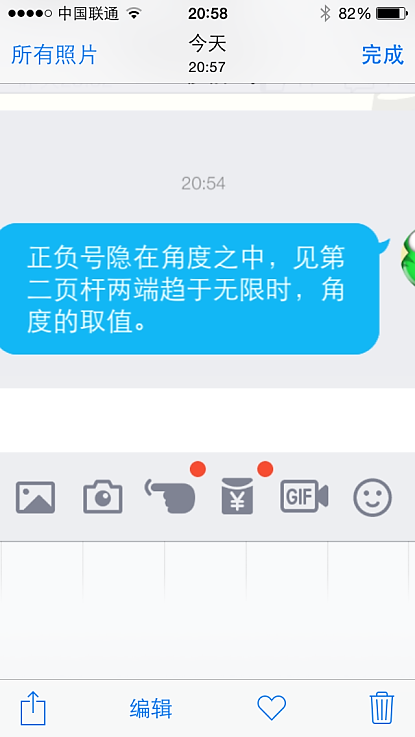 中国联通 20:58 82%
所有照片 今天 完成
20:57
20:54
正负号隐在角度之中，见第
二页杆两端趋于无限时，角
度的取值。
¥ GIF
编辑